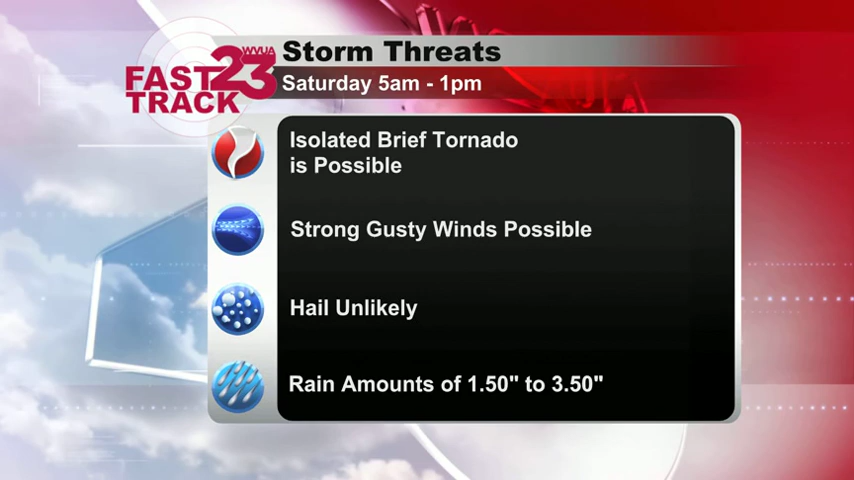 WVUA
23
FAST
TRACK
Storm Threats
Saturday 5am - 1pm
Isolated Brief Tornado
is Possible
Strong Gusty Winds Possible
Hail Unlikely
Rain Amounts of 1.50" to 3.50"